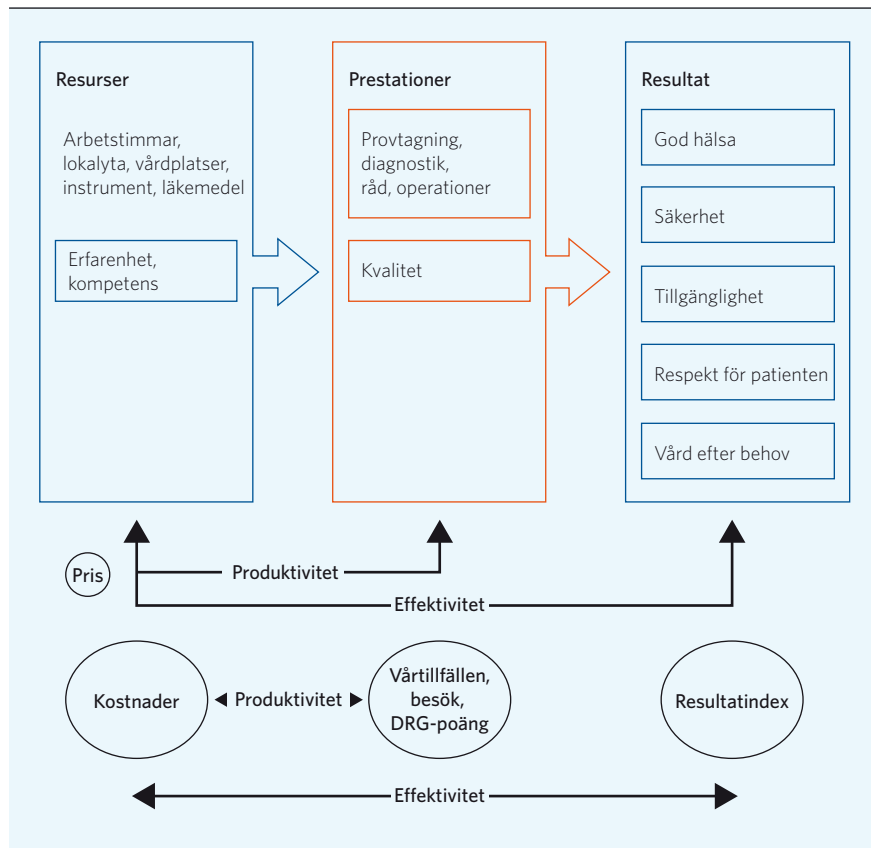 Resurser
Arbetstimmar,
lokalyta, vårdplatser,
instrument, läkemedel
Erfarenhet,
kompetens
Prestationer
Provtagning,
diagnostik,
råd, operationer
Kvalitet
Resultat
God hälsa
Säkerhet
Tillgänglighet
Respekt för patienten
Vård efter behov
Pris
Produktivitet
Effektivitet
Kostnader
Produktivitet
Vårtillfällen,
besök,
DRG-poäng
Resultatindex
Effektivitet